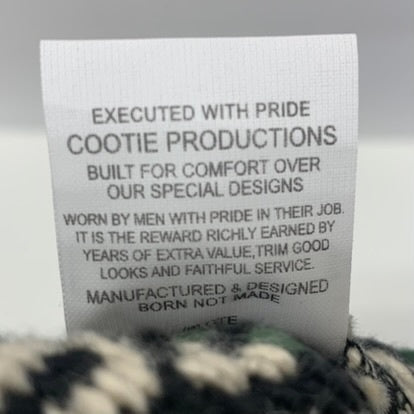 EXECUTED WITH PRIDE
COOTIE PRODUCTIONS
BUILT FOR COMFORT OVER
OUR SPECIAL DESIGNS
WORN BY MEN WITH PRIDE IN THEIR JOB.
IT IS THE REWARD RICHLY EARNED BY
YEARS OF EXTRA VALUE,TRIM GOOD
LOOKS AND FAITHFUL SERVICE.
MANUFACTURED & DESIGNED
BORN NOT MADE